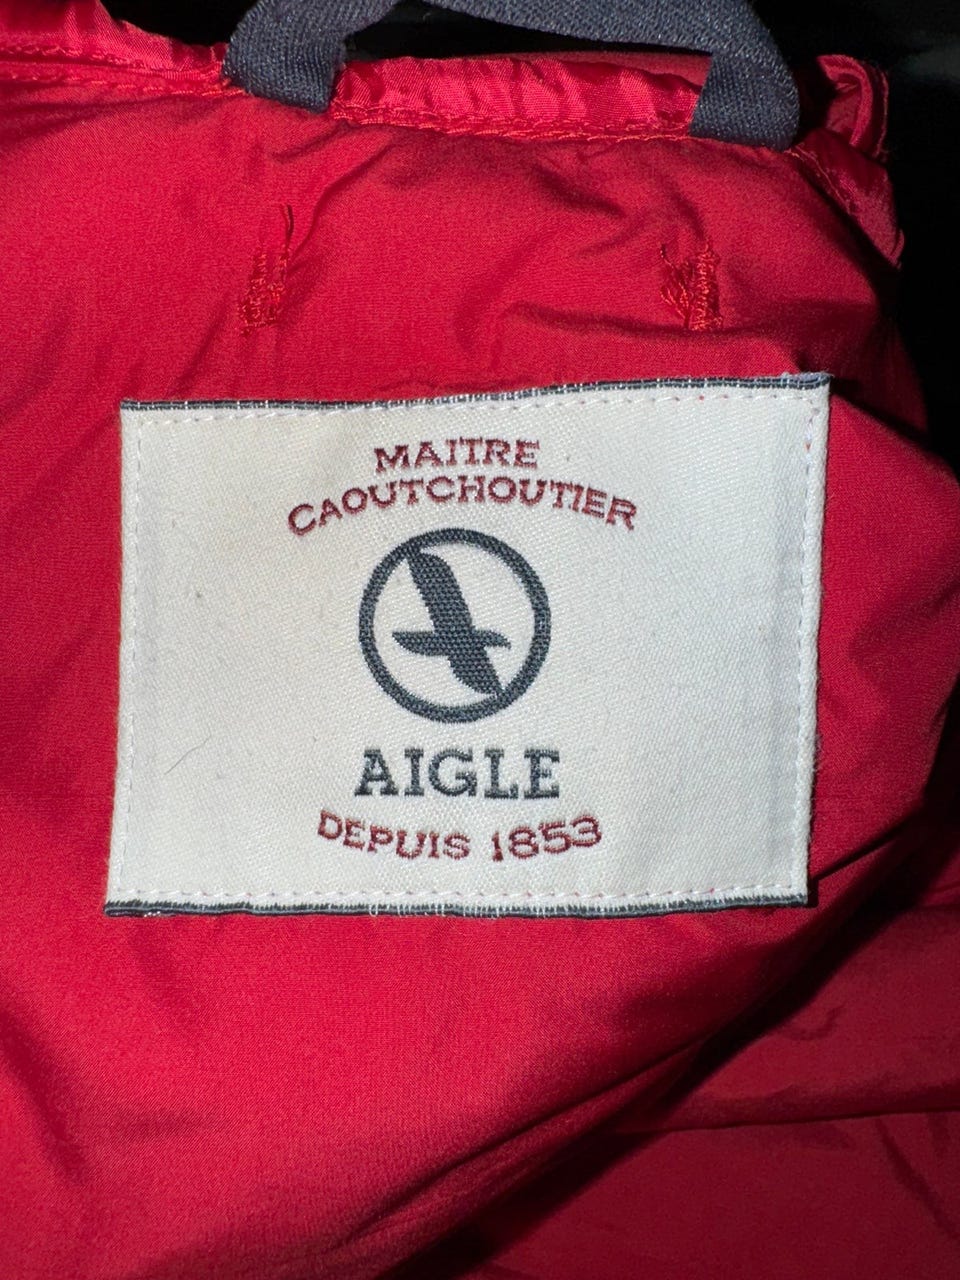 MAITRE
CAOUTCHOUTIER
AIGLE
DEPUIS 1853